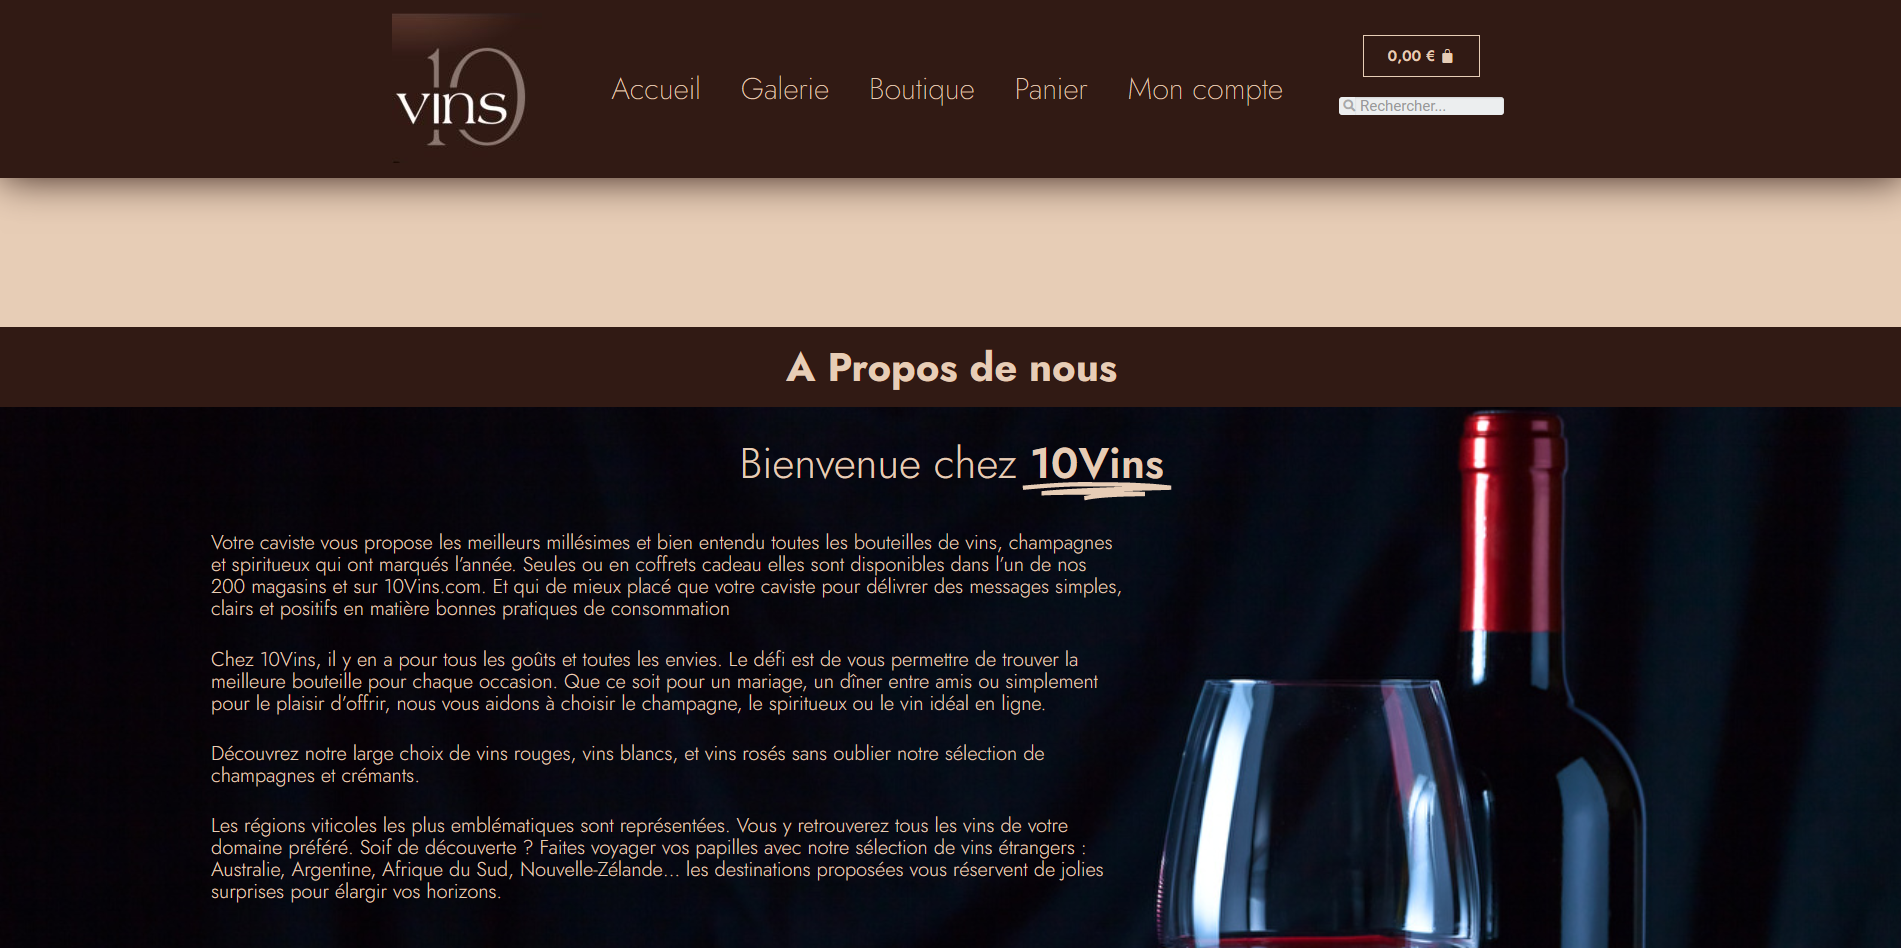 10
vins
Accueil
Galerie
Boutique
Panier
Mon compte
0,00 €
Rechercher...
A Propos de nous
Bienvenue chez 10Vins
Votre caviste vous propose les meilleurs millésimes et bien entendu toutes les bouteilles de vins, champagnes
et spiritueux qui ont marqués l’année. Seules ou en coffrets cadeau elles sont disponibles dans l’un de nos
200 magasins et sur 10Vins.com. Et qui de mieux placé que votre caviste pour délivrer des messages simples,
clairs et positifs en matière bonnes pratiques de consommation
Chez 10Vins, il y en a pour tous les goûts et toutes les envies. Le défi est de vous permettre de trouver la
meilleure bouteille pour chaque occasion. Que ce soit pour un mariage, un dîner entre amis ou simplement
pour le plaisir d’offrir, nous vous aidons à choisir le champagne, le spiritueux ou le vin idéal en ligne.
Découvrez notre large choix de vins rouges, vins blancs, et vins rosés sans oublier notre sélection de
champagnes et crémants.
Les régions viticoles les plus emblématiques sont représentées. Vous y retrouverez tous les vins de votre
domaine préféré. Soif de découverte ? Faites voyager vos papilles avec notre sélection de vins étrangers :
Australie, Argentine, Afrique du Sud, Nouvelle-Zélande... les destinations proposées vous réservent de jolies
surprises pour élargir vos horizons.